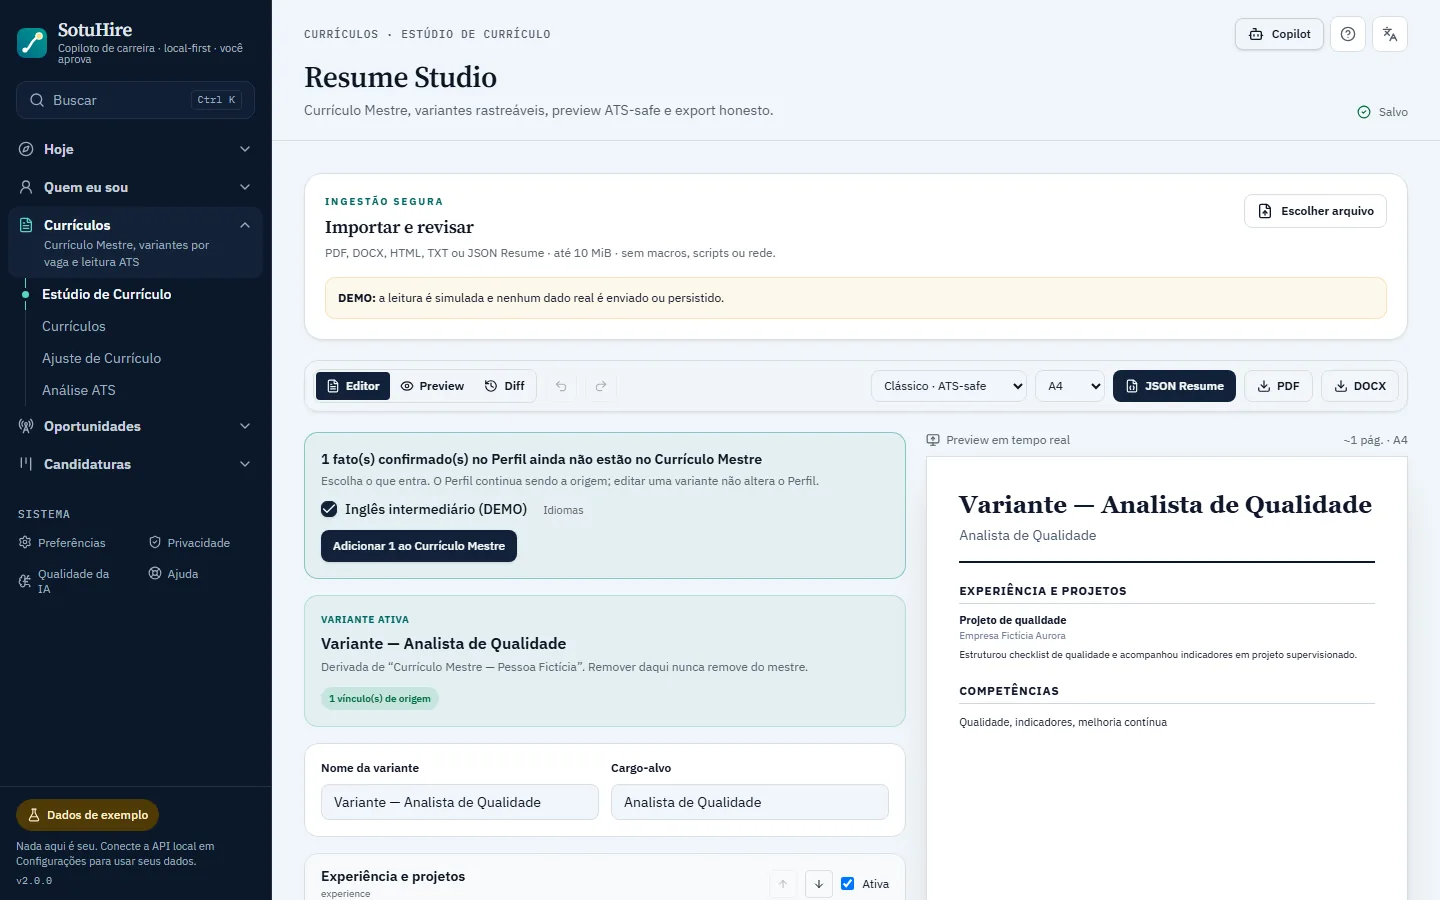 SotuHire
Copiloto de carreira · local-first · você
aprova
Buscar
Ctrl K
Hoje
Quem eu sou
Currículos
Currículo Mestre, variantes por
vaga e leitura ATS
Estúdio de Currículo
Currículos
Ajuste de Currículo
Análise ATS
Oportunidades
Candidaturas
SISTEMA
Preferências
Privacidade
Qualidade da
IA
Ajuda
Dados de exemplo
Nada aqui é seu. Conecte a API local em
Configurações para usar seus dados.
v2.0.0
CURRÍCULOS · ESTÚDIO DE CURRÍCULO
Copilot
Resume Studio
Currículo Mestre, variantes rastreáveis, preview ATS-safe e export honesto.
Salvo
INGESTÃO SEGURA
Importar e revisar
PDF, DOCX, HTML, TXT ou JSON Resume · até 10 MiB · sem macros, scripts ou rede.
Escolher arquivo
DEMO: a leitura é simulada e nenhum dado real é enviado ou persistido.
Editor
Preview
Diff
Clássico · ATS-safe
A4
JSON Resume
PDF
DOCX
1 fato(s) confirmado(s) no Perfil ainda não estão no Currículo Mestre
Escolha o que entra. O Perfil continua sendo a origem; editar uma variante não altera o Perfil.
Inglês intermediário (DEMO)
Idiomas
Adicionar 1 ao Currículo Mestre
VARIANTE ATIVA
Variante — Analista de Qualidade
Derivada de “Currículo Mestre — Pessoa Fictícia”. Remover daqui nunca remove do mestre.
1 vínculo(s) de origem
Nome da variante
Cargo-alvo
Variante — Analista de Qualidade
Analista de Qualidade
Experiência e projetos
experience
Ativa
Preview em tempo real
~1 pág. · A4
Variante — Analista de Qualidade
Analista de Qualidade
EXPERIÊNCIA E PROJETOS
Projeto de qualidade
Empresa Fictícia Aurora
Estruturou checklist de qualidade e acompanhou indicadores em projeto supervisionado.
COMPETÊNCIAS
Qualidade, indicadores, melhoria contínua